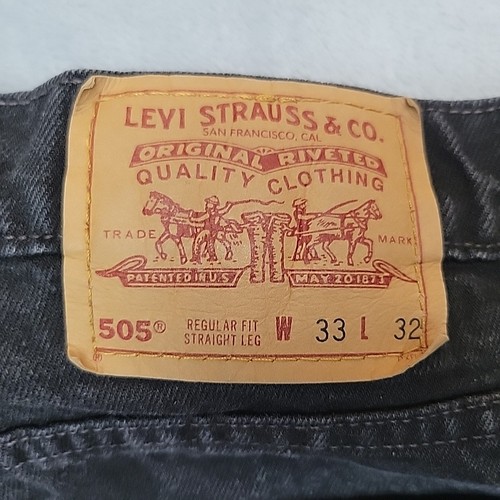 LEVI STRAUSS & CO.
SAN FRANCISCO, CAL
ORIGINAL RIVETED
QUALITY CLOTHING
TRADE MARK
PATENTED IN U.S. MAY 20 1873
505® REGULAR FIT W 33 L 32
STRAIGHT LEG